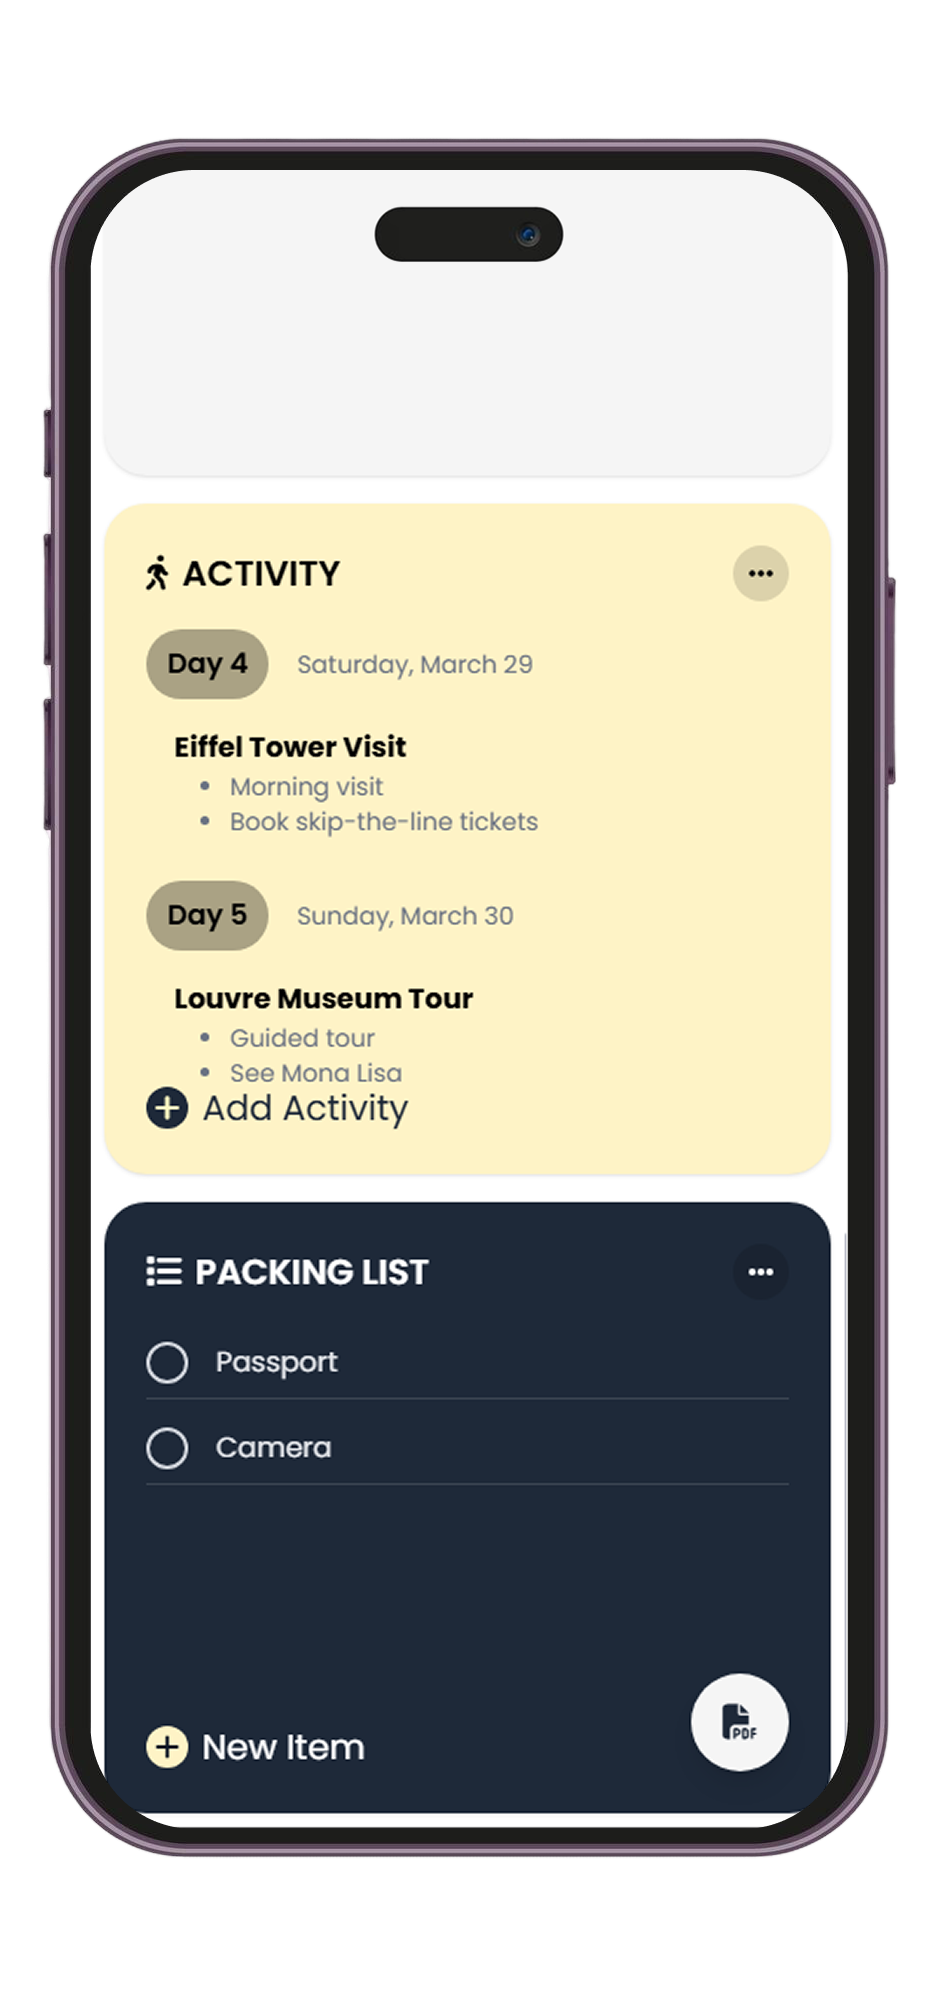 ACTIVITY
Day 4 Saturday, March 29
Eiffel Tower Visit
• Morning visit
• Book skip-the-line tickets
Day 5 Sunday, March 30
Louvre Museum Tour
• Guided tour
• See Mona Lisa
Add Activity
PACKING LIST
Passport
Camera
PDF
New Item